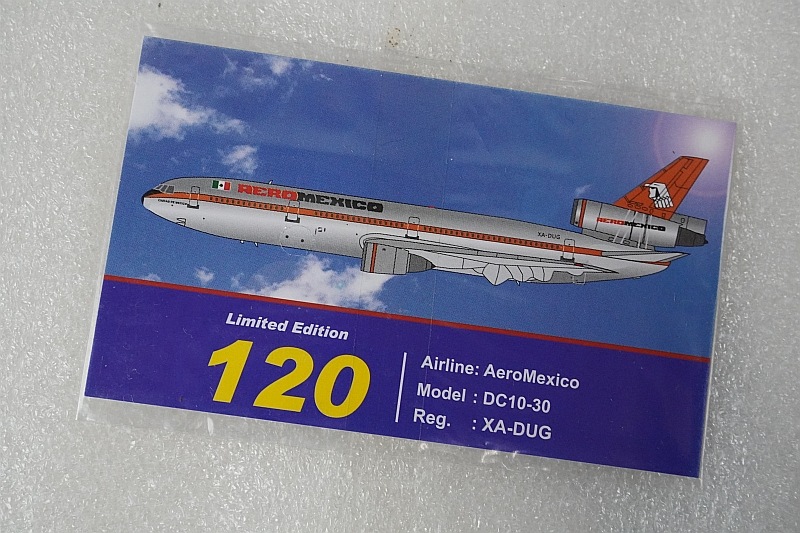 AEROMEXICO
XA-DUG
AEROMEXICO
Limited Edition
120
Airline: AeroMexico
Model : DC10-30
Reg. : XA-DUG